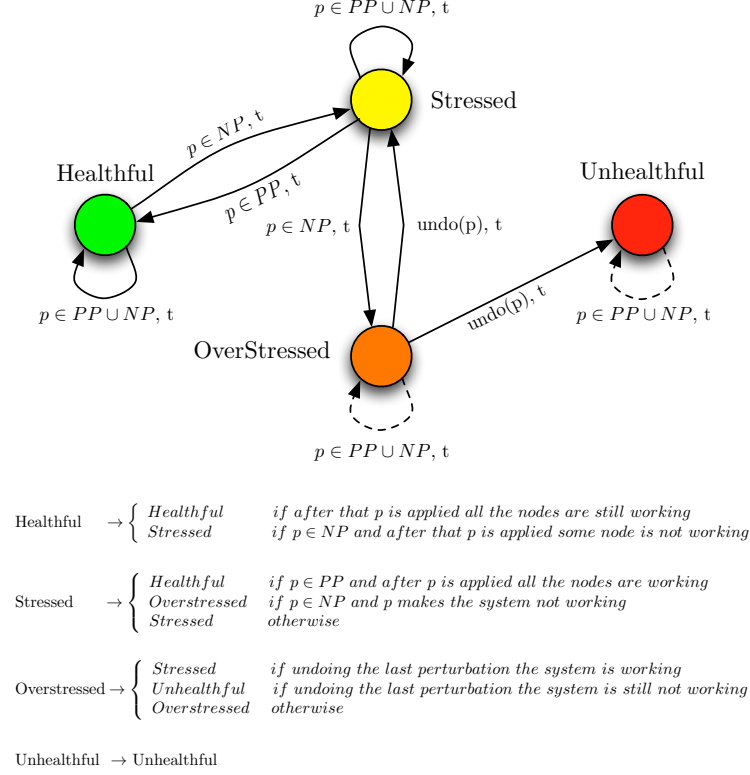 p ∈ PP ∪ NP, t
Stressed
p ∈ NP, t
Healthful
Unhealthful
p ∈ PP, t
p ∈ NP, t
undo(p), t
undo(p), t
p ∈ PP ∪ NP, t
p ∈ PP ∪ NP, t
OverStressed
p ∈ PP ∪ NP, t
Healthful → { Healthful if after that p is applied all the nodes are still working
Stressed if p ∈ NP and after that p is applied some node is not working
Healthful if p ∈ PP and after p is applied all the nodes are working
Stressed → { Overstressed if p ∈ NP and p makes the system not working
Stressed otherwise
Stressed if undoing the last perturbation the system is working
Overstressed → { Unhealthful if undoing the last perturbation the system is still not working
Overstressed otherwise
Unhealthful → Unhealthful